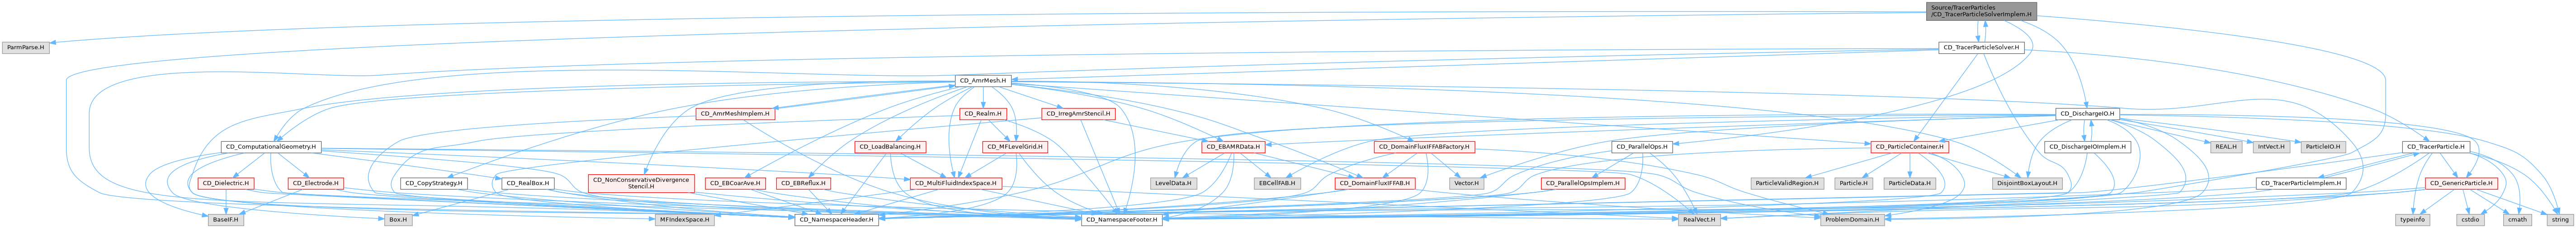 Source/TracerParticles
/CD_TracerParticleSolverImplem.H
ParmParse.H
CD_TracerParticleSolver.H
CD_AmrMesh.H
CD_AmrMeshImplem.H
CD_Realm.H
CD_IrregAmrStencil.H
CD_DischargeIO.H
CD_ComputationalGeometry.H
CD_LoadBalancing.H
CD_MFLevelGrid.H
CD_EBAMRData.H
CD_DomainFluxIFFABFactory.H
CD_ParallelOps.H
CD_ParticleContainer.H
CD_DischargeIOImplem.H
REAL.H
IntVect.H
ParticleIO.H
CD_TracerParticle.H
CD_Dielectric.H
CD_Electrode.H
CD_CopyStrategy.H
CD_RealBox.H
CD_NonConservativeDivergence
Stencil.H
CD_EBCoarAve.H
CD_EBReflux.H
CD_MultiFluidIndexSpace.H
LevelData.H
EBCellFAB.H
CD_DomainFluxIFFAB.H
Vector.H
CD_ParallelOpsImplem.H
ParticleValidRegion.H
Particle.H
ParticleData.H
DisjointBoxLayout.H
CD_TracerParticleImplem.H
CD_GenericParticle.H
BaseIF.H
Box.H
MFIndexSpace.H
CD_NamespaceHeader.H
CD_NamespaceFooter.H
RealVect.H
ProblemDomain.H
typeinfo
cstdio
cmath
string